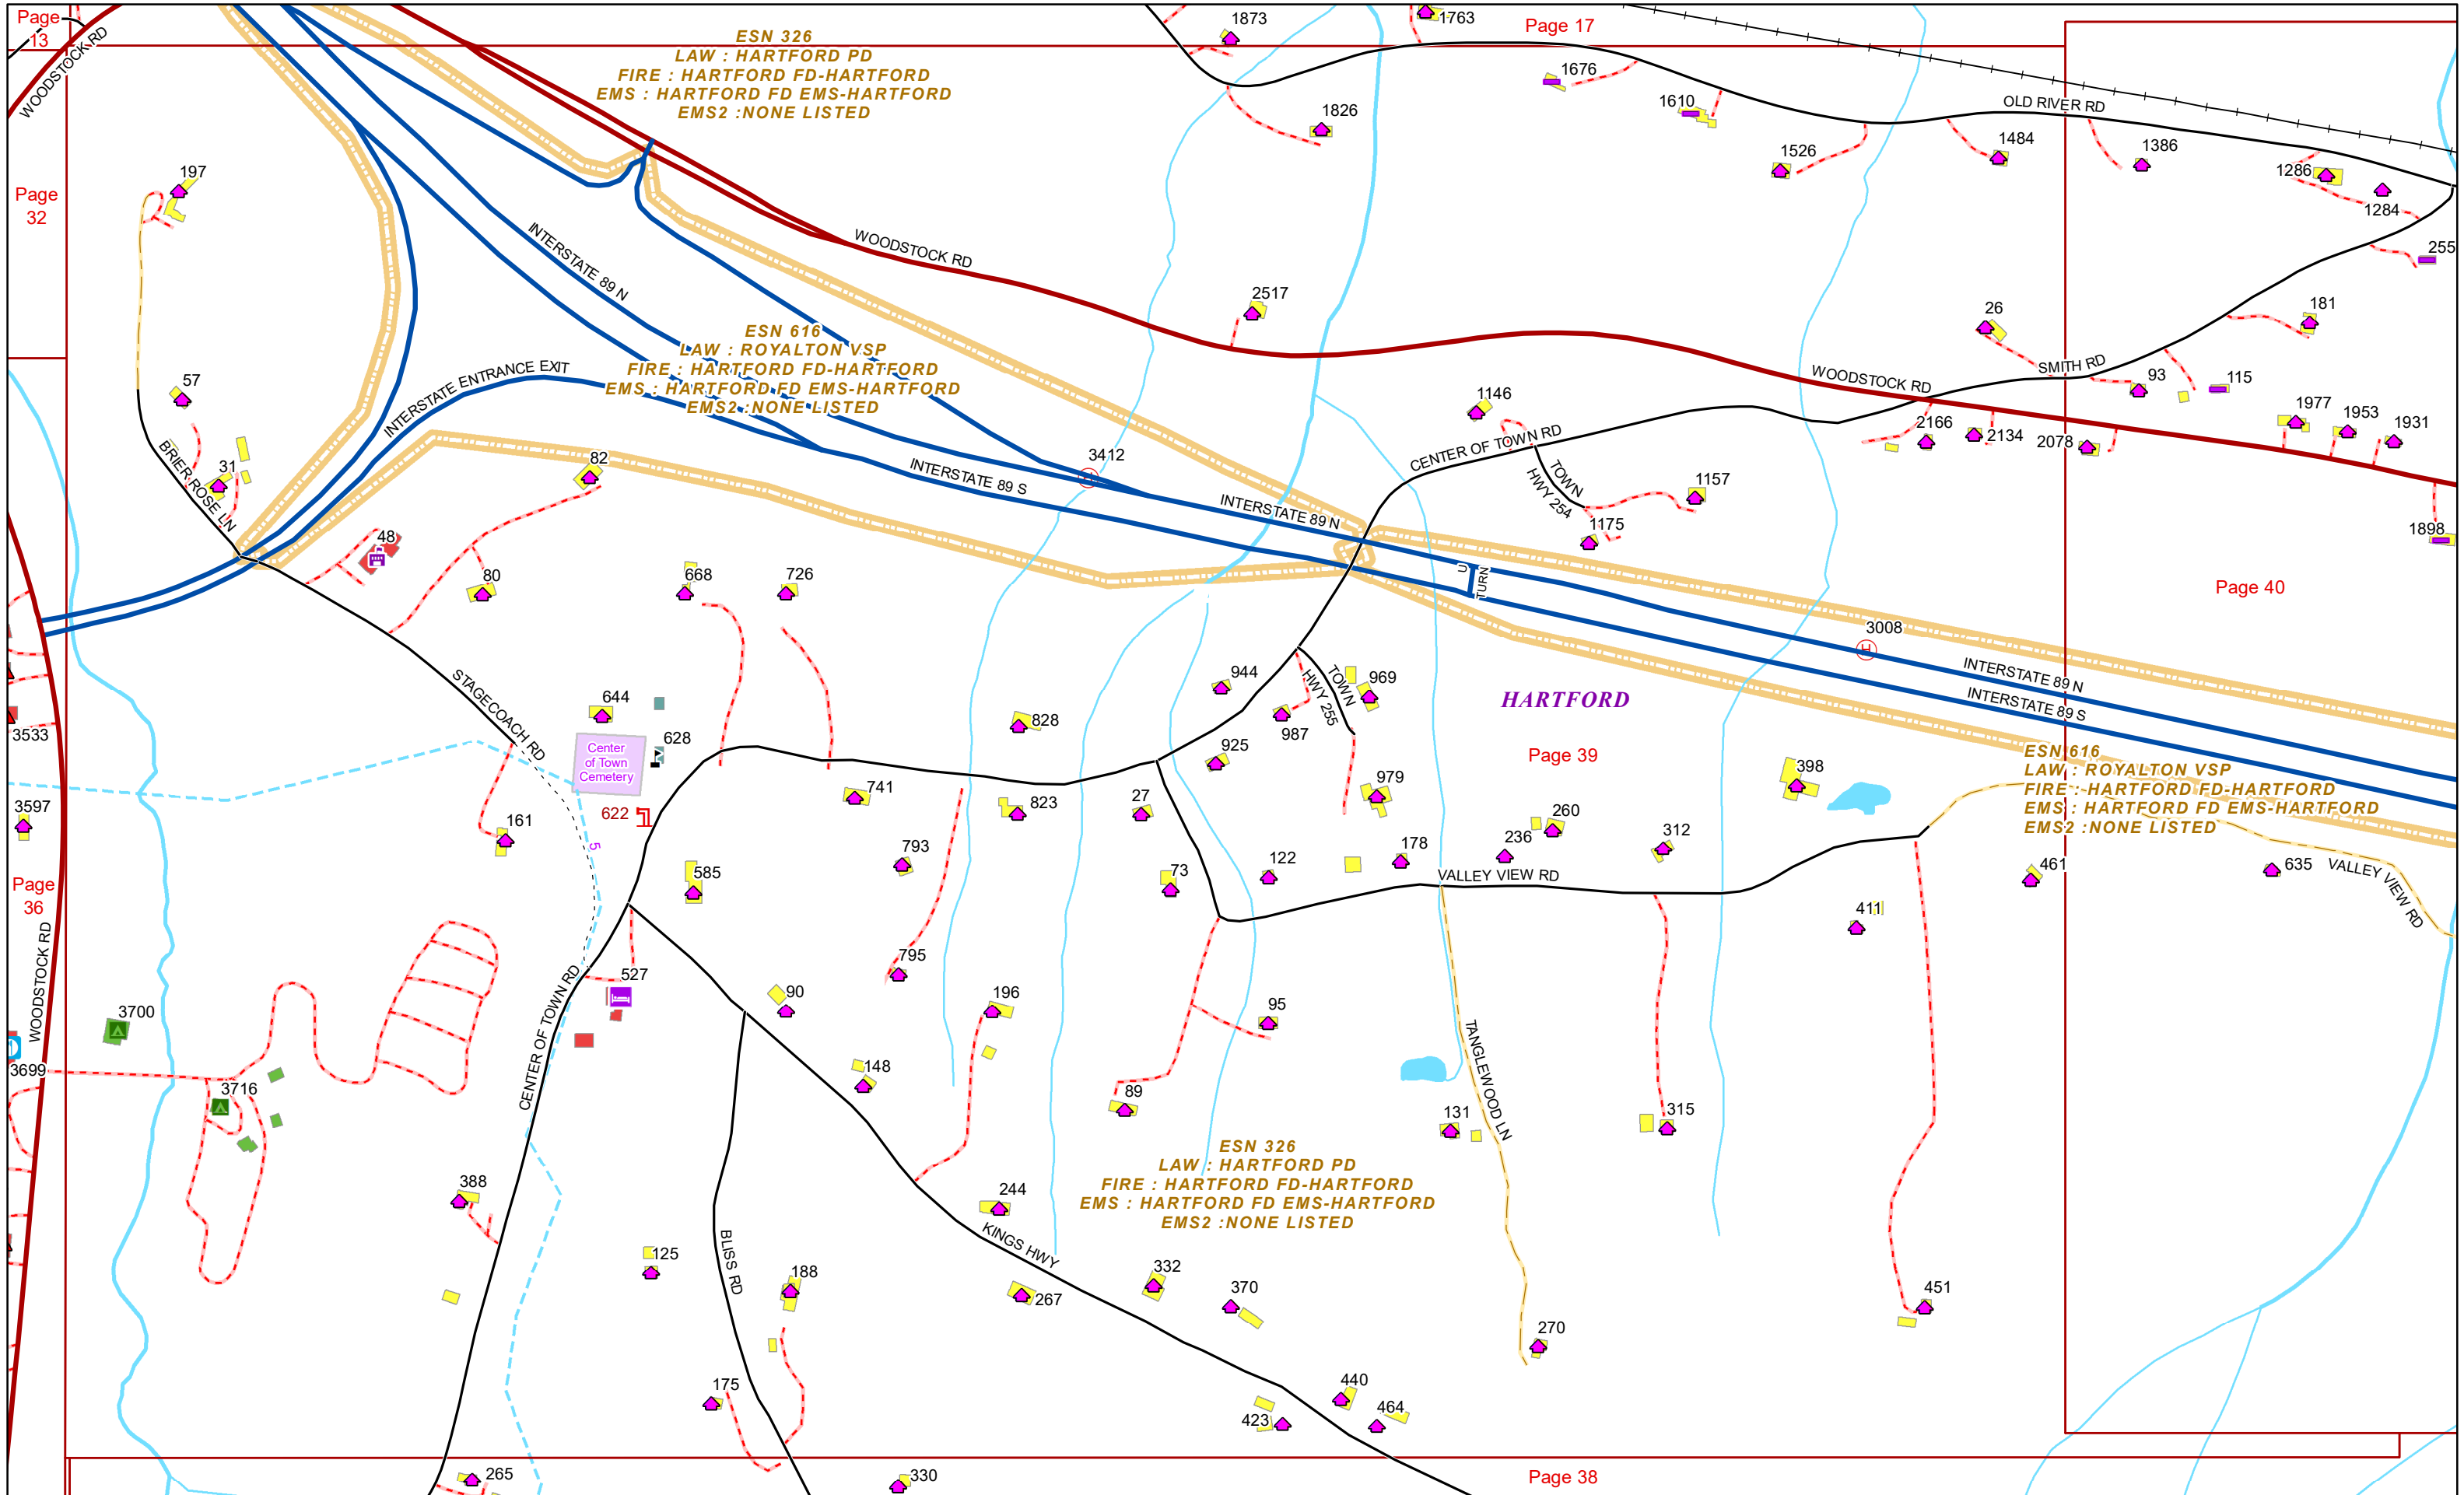 Page
13
WOODSTOCK RD
ESN 326
LAW : HARTFORD PD
FIRE : HARTFORD FD-HARTFORD
EMS : HARTFORD FD EMS-HARTFORD
EMS2 :NONE LISTED
1873
1763
Page 17
1676
1610
1826
1526
OLD RIVER RD
1484
1386
1286
1284
255
197
Page
32
INTERSTATE 89 N
WOODSTOCK RD
2517
26
181
SMITH RD
WOODSTOCK RD
93
115
ESN 616
LAW : ROYALTON VSP
FIRE : HARTFORD FD-HARTFORD
EMS : HARTFORD FD EMS-HARTFORD
EMS2 :NONE LISTED
INTERSTATE ENTRANCE EXIT
57
31
BRIER ROSE LN
82
3412
INTERSTATE 89 S
INTERSTATE 89 N
1146
CENTER OF TOWN RD
TOWN
HWY 254
1157
1175
2166
2134
2078
1977
1953
1931
1898
48
80
668
726
U
TURN
Page 40
3008
INTERSTATE 89 N
INTERSTATE 89 S
STAGECOACH RD
644
628
Center
of Town
Cemetery
622
828
944
987
TOWN
HWY 255
969
HARTFORD
Page 39
925
979
3533
3597
161
5
741
823
27
793
585
73
122
178
236
260
312
398
VALLEY VIEW RD
ESN 616
LAW : ROYALTON VSP
FIRE : HARTFORD FD-HARTFORD
EMS : HARTFORD FD EMS-HARTFORD
EMS2 :NONE LISTED
461
635
VALLEY VIEW RD
411
Page
36
WOODSTOCK RD
3700
3699
3716
527
CENTER OF TOWN RD
795
90
196
95
148
89
131
TANGLEWOOD LN
315
ESN 326
LAW : HARTFORD PD
FIRE : HARTFORD FD-HARTFORD
EMS : HARTFORD FD EMS-HARTFORD
EMS2 :NONE LISTED
388
125
BLISS RD
188
244
KINGS HWY
267
332
370
451
270
175
440
464
423
265
330
Page 38